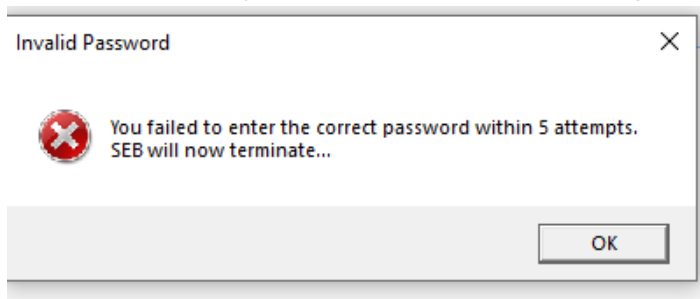 Invalid Password
You failed to enter the correct password within 5 attempts.
SEB will now terminate...
OK